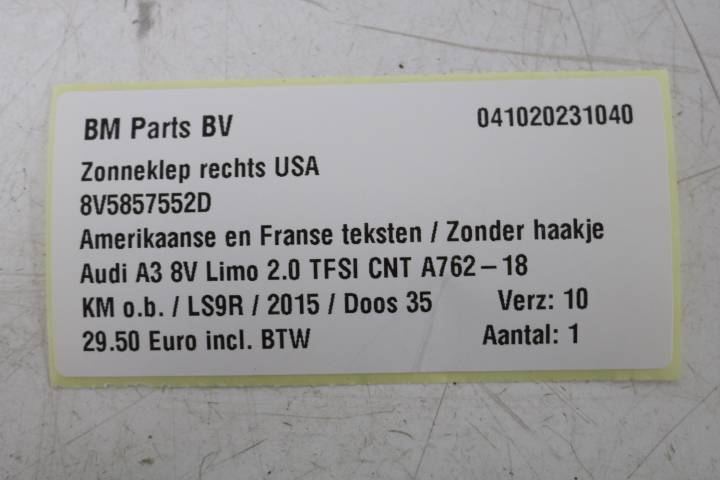 BM Parts BV 041020231040
Zonneklep rechts USA
8V5857552D
Amerikaanse en Franse teksten / Zonder haakje
Audi A3 8V Limo 2.0 TFSI CNT A762-18
KM o.b. / LS9R / 2015 / Doos 35 Verz: 10
29.50 Euro incl. BTW Aantal: 1